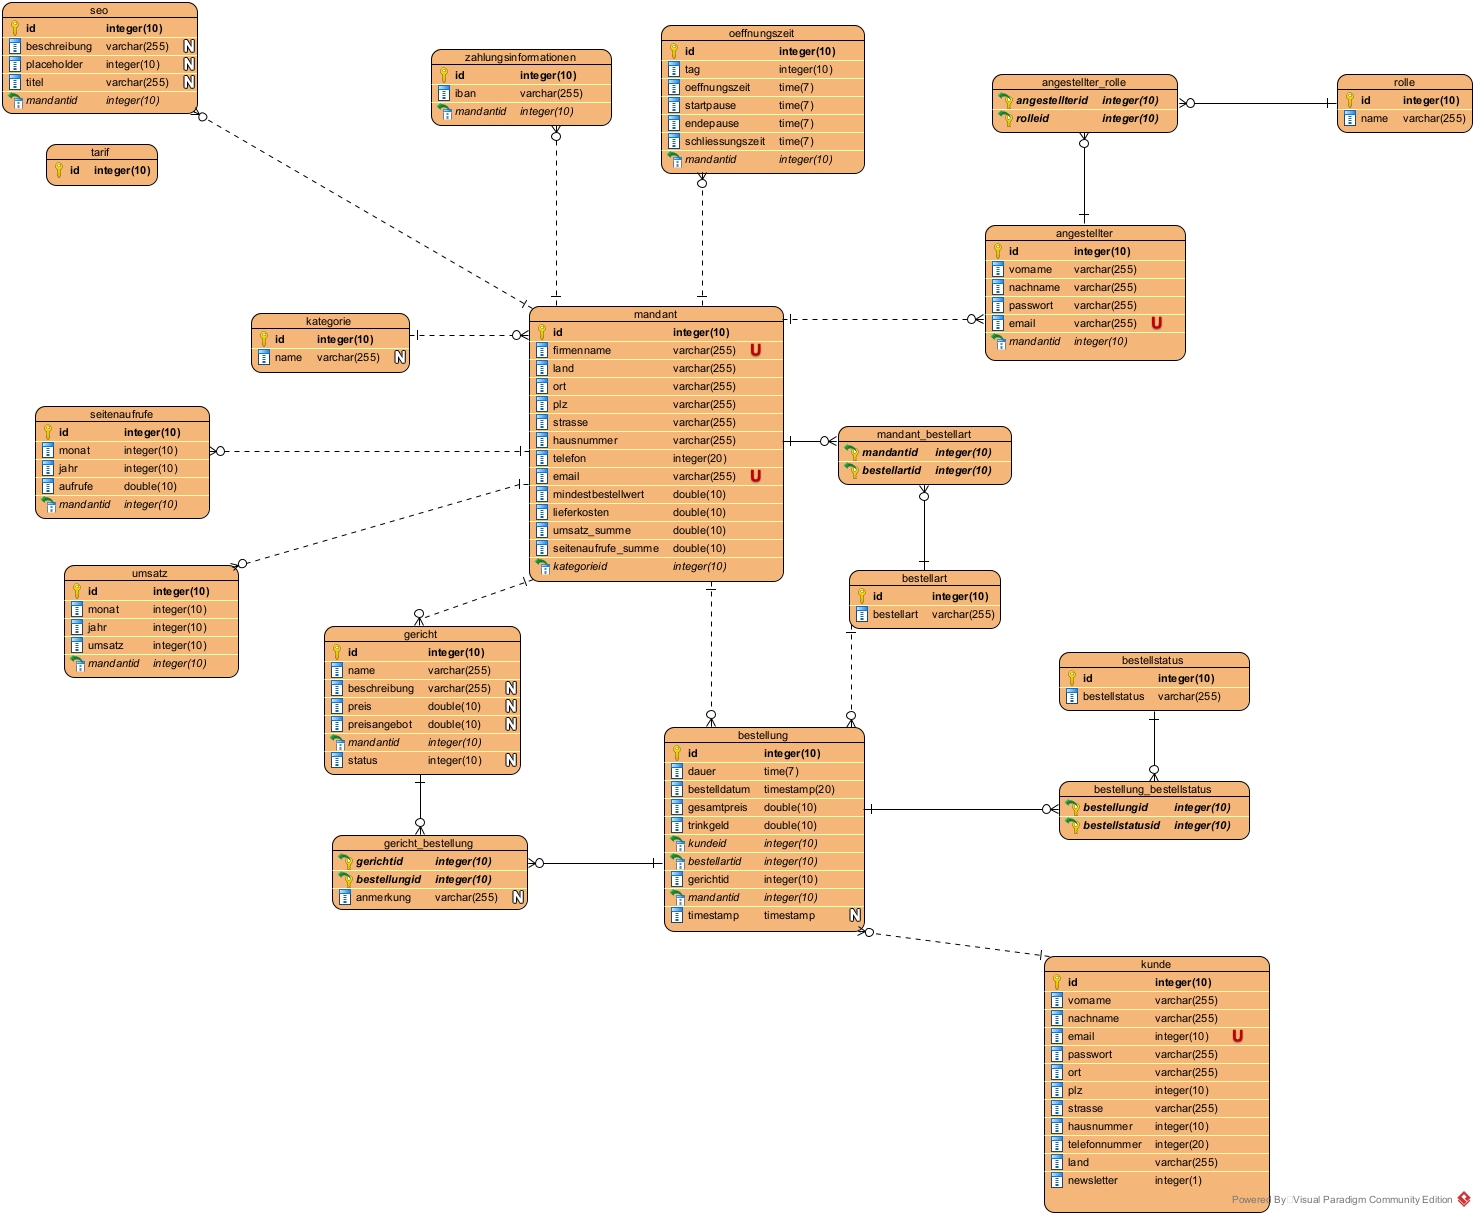 seo
id integer(10)
beschreibung varchar(255) N
placeholder integer(10) N
titel varchar(255) N
mandantid integer(10)
tarif
id integer(10)
zahlungsinformationen
id integer(10)
iban varchar(255)
mandantid integer(10)
oeffnungszeit
id integer(10)
tag integer(10)
oeffnungszeit time(7)
startpause time(7)
endepause time(7)
schliessungszeit time(7)
mandantid integer(10)
angestellter_rolle
angestellterid integer(10)
rolleid integer(10)
rolle
id integer(10)
name varchar(255)
angestellter
id integer(10)
vorname varchar(255)
nachname varchar(255)
passwort varchar(255)
email varchar(255) U
mandantid integer(10)
kategorie
id integer(10)
name varchar(255) N
mandant
id integer(10)
firmenname varchar(255) U
land varchar(255)
ort varchar(255)
plz varchar(255)
strasse varchar(255)
hausnummer varchar(255)
telefon integer(20)
email varchar(255) U
mindestbestellwert double(10)
lieferkosten double(10)
umsatz_summe double(10)
seitenaufrufe_summe double(10)
kategorieid integer(10)
seitenaufrufe
id integer(10)
monat integer(10)
jahr integer(10)
aufrufe double(10)
mandantid integer(10)
mandant_bestellart
mandantid integer(10)
bestellartid integer(10)
umsatz
id integer(10)
monat integer(10)
jahr integer(10)
umsatz integer(10)
mandantid integer(10)
bestellart
id integer(10)
bestellart varchar(255)
gericht
id integer(10)
name varchar(255)
beschreibung varchar(255) N
preis double(10) N
preisangebot double(10) N
mandantid integer(10)
status integer(10) N
bestellstatus
id integer(10)
bestellstatus varchar(255)
bestellung
id integer(10)
dauer time(7)
bestelldatum timestamp(20)
gesamtpreis double(10)
trinkgeld double(10)
kundeid integer(10)
bestellartid integer(10)
gerichtid integer(10)
mandantid integer(10)
timestamp timestamp N
bestellung_bestellstatus
bestellungid integer(10)
bestellstatusid integer(10)
gericht_bestellung
gerichtid integer(10)
bestellungid integer(10)
anmerkung varchar(255) N
kunde
id integer(10)
vorname varchar(255)
nachname varchar(255)
email integer(10) U
passwort varchar(255)
ort varchar(255)
plz integer(10)
strasse varchar(255)
hausnummer integer(10)
telefonnummer integer(20)
land varchar(255)
newsletter integer(1)
Powered By Visual Paradigm Community Edition